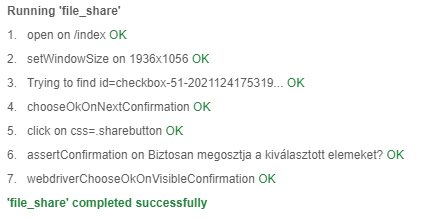 Running 'file_share'
1. open on /index OK
2. setWindowSize on 1936x1056 OK
3. Trying to find id=checkbox-51-2021124175319... OK
4. chooseOkOnNextConfirmation OK
5. click on css=.sharebutton OK
6. assertConfirmation on Biztosan megosztja a kiválasztott elemeket? OK
7. webdriverChooseOkOnVisibleConfirmation OK
'file_share' completed successfully